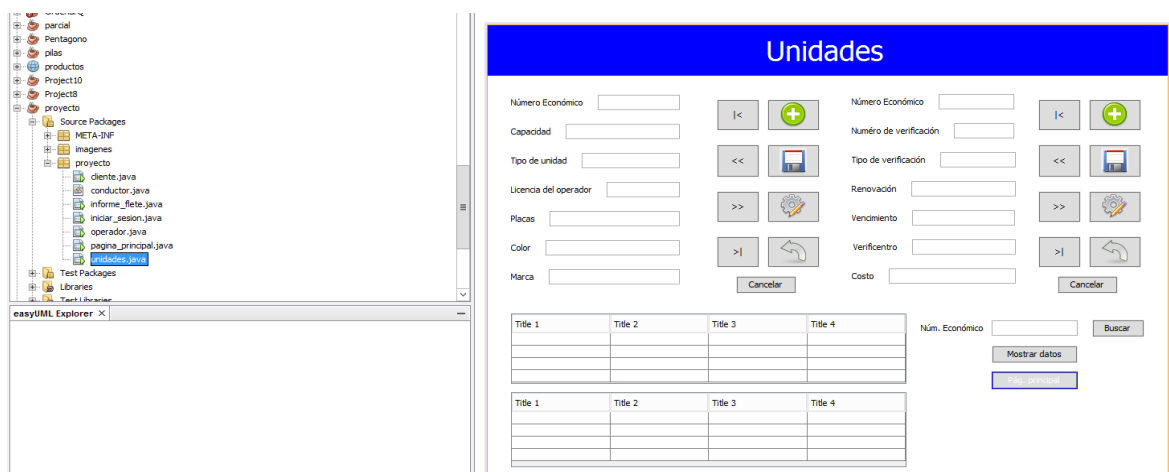 parcial
Pentagono
pilas
productos
Project10
Project8
proyecto
Source Packages
META-INF
imagenes
proyecto
cliente.java
conductor.java
informe_flete.java
iniciar_sesion.java
operador.java
pagina_principal.java
unidades.java
Test Packages
Libraries
Test Libraries
easyUML Explorer
Unidades
Número Económico
Capacidad
Tipo de unidad
Licencia del operador
Placas
Color
Marca
|<
<<
>>
>|
Cancelar
Número Económico
Numéro de verificación
Tipo de verificación
Renovación
Vencimiento
Verificentro
Costo
|<
<<
>>
>|
Cancelar
Title 1 Title 2 Title 3 Title 4
Title 1 Title 2 Title 3 Title 4
Núm. Económico
Buscar
Mostrar datos
Pág. principal